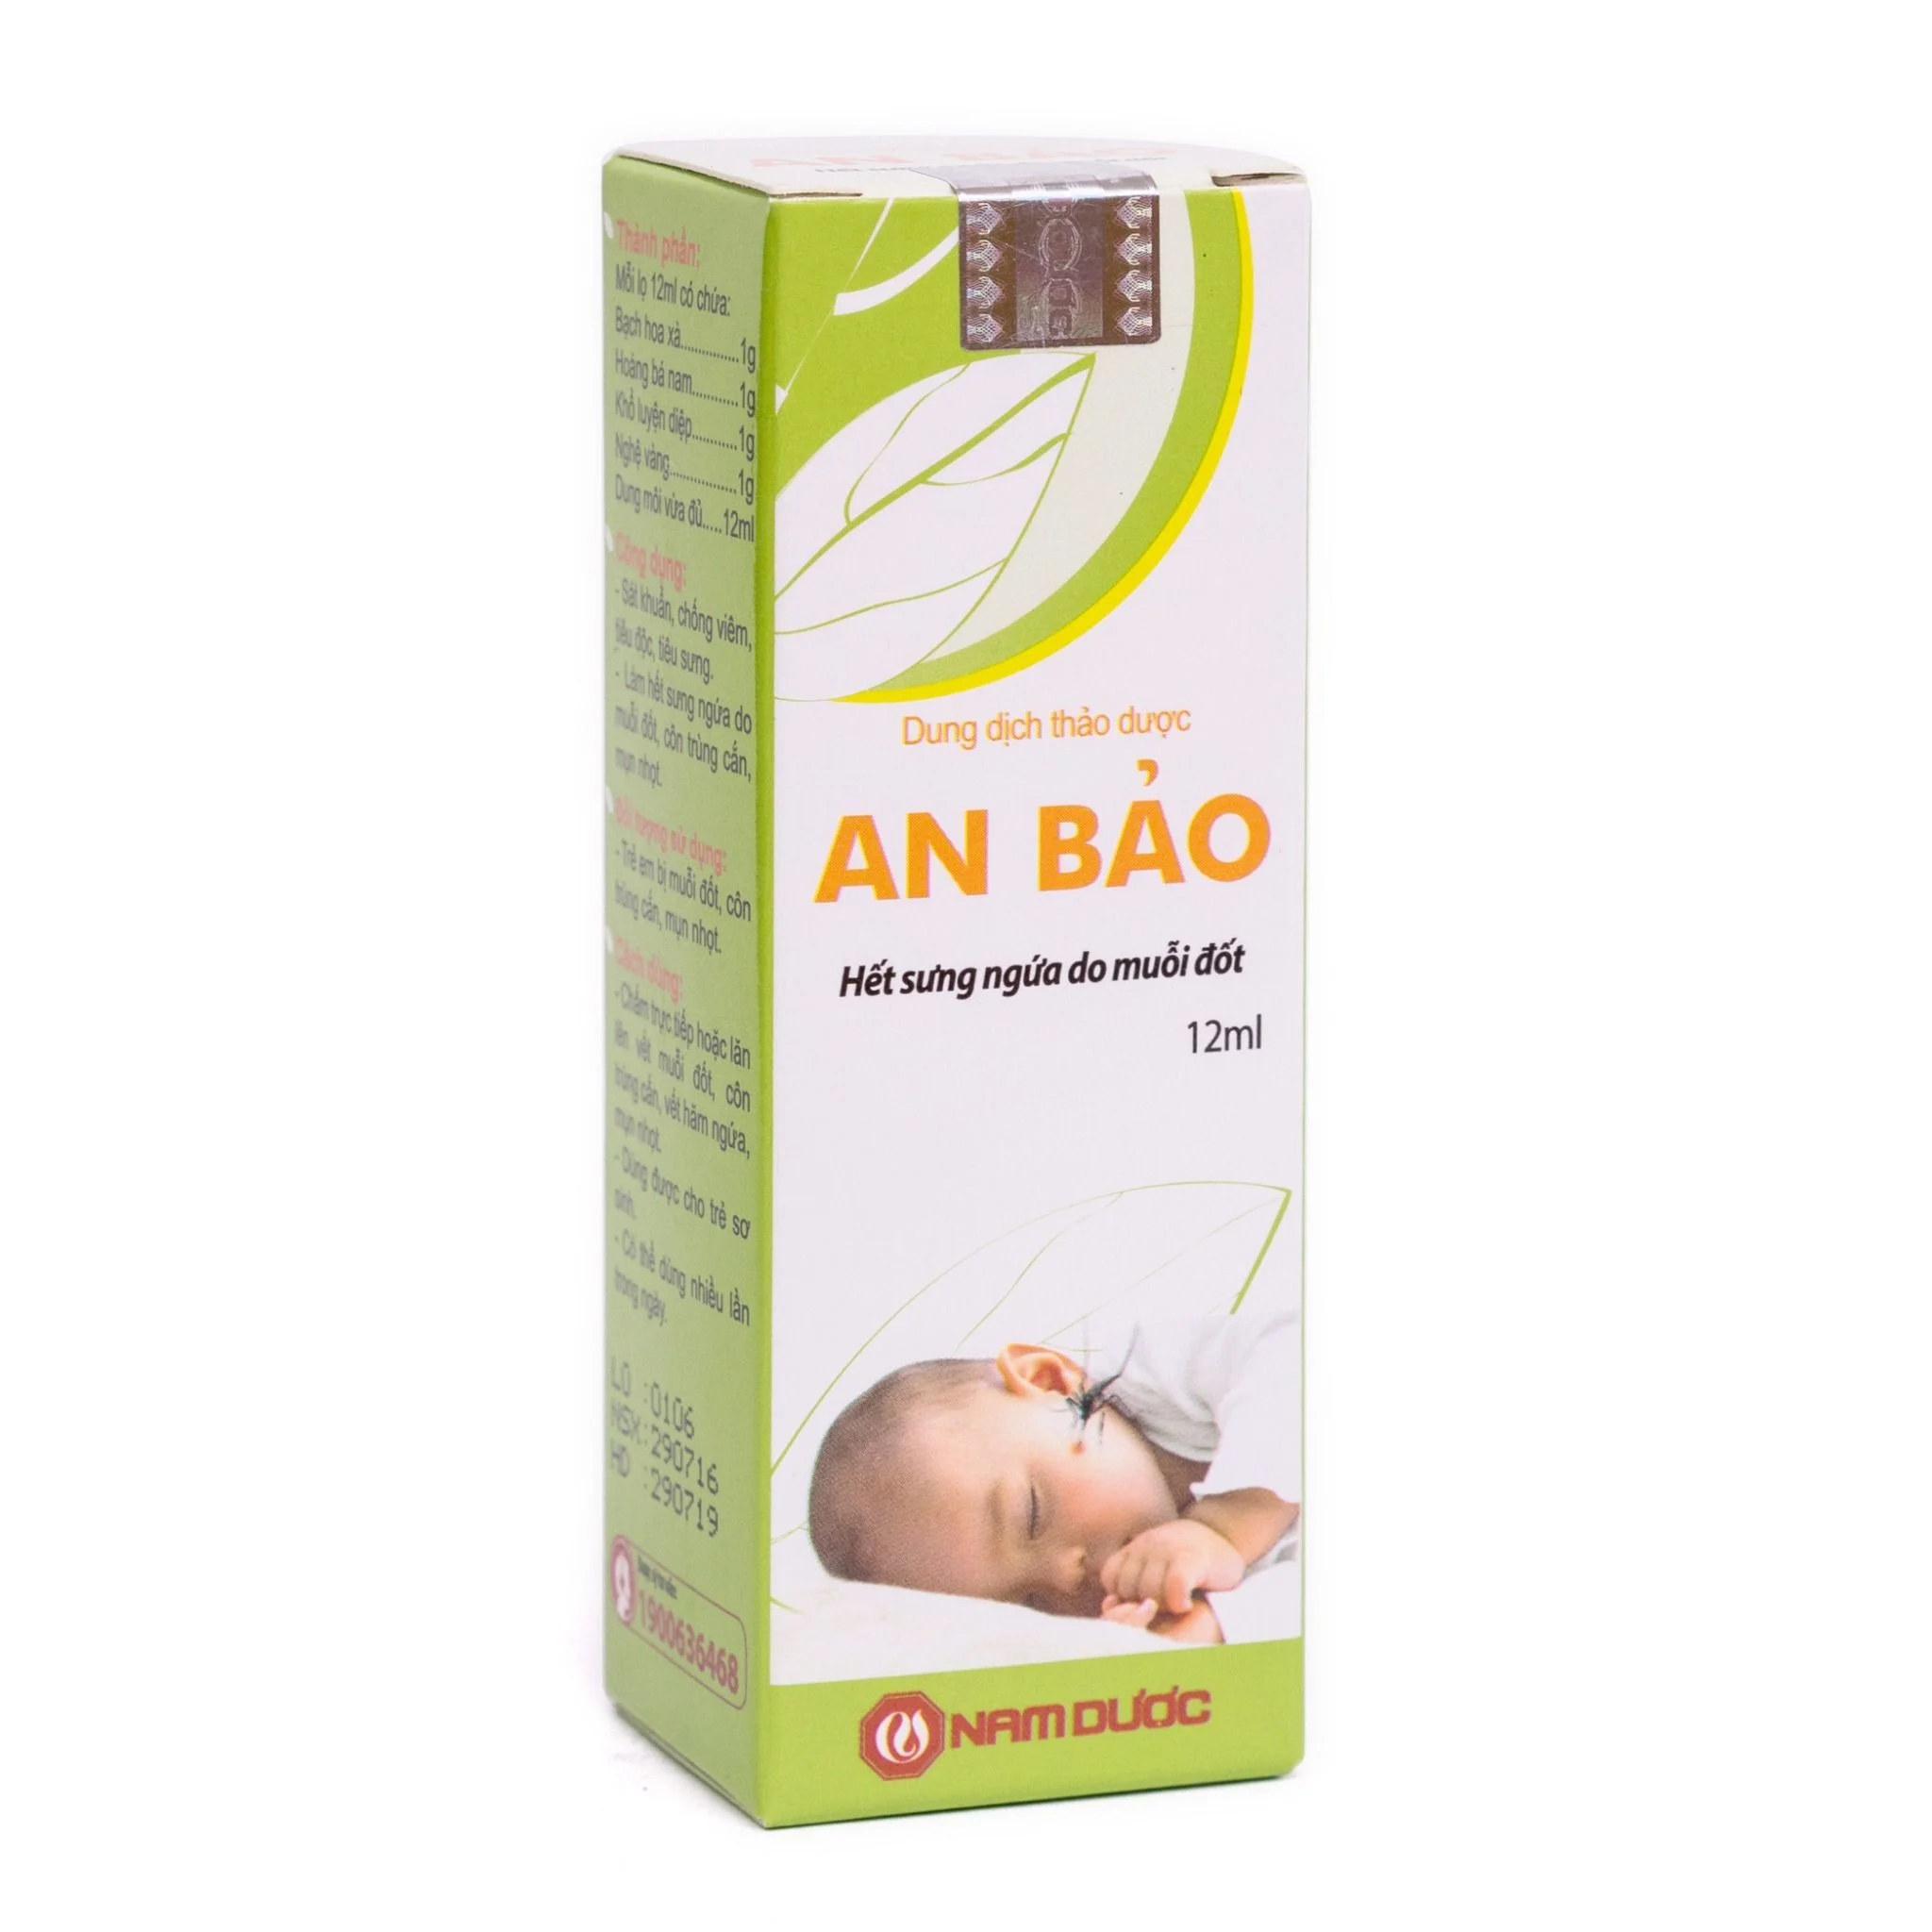 Thành phần:
Mỗi lọ 12ml có chứa:
Bạch hoa xà...............1g
Hoàng bá nam...........1g
Khổ luyện diệp...........1g
Nghệ vàng.................1g
Dung môi vừa đủ.....12ml
Công dụng:
- Sát khuẩn, chống viêm,
tiêu độc, tiêu sưng.
- Làm hết sưng ngứa do
muỗi đốt, côn trùng cắn,
mụn nhọt.
Đối tượng sử dụng:
- Trẻ em bị muỗi đốt, côn
trùng cắn, mụn nhọt.
Cách dùng:
- Chấm trực tiếp hoặc lăn
lên vết muỗi đốt, côn
trùng cắn, vết hăm ngứa,
mụn nhọt.
- Dùng được cho trẻ sơ
sinh.
- Có thể dùng nhiều lần
trong ngày.
LÔ :0106
NSX:290716
HD :290719
1900636468
AN BẢO
Dung dịch thảo dược
AN BẢO
Hết sưng ngứa do muỗi đốt
12ml
NAM DƯỢC